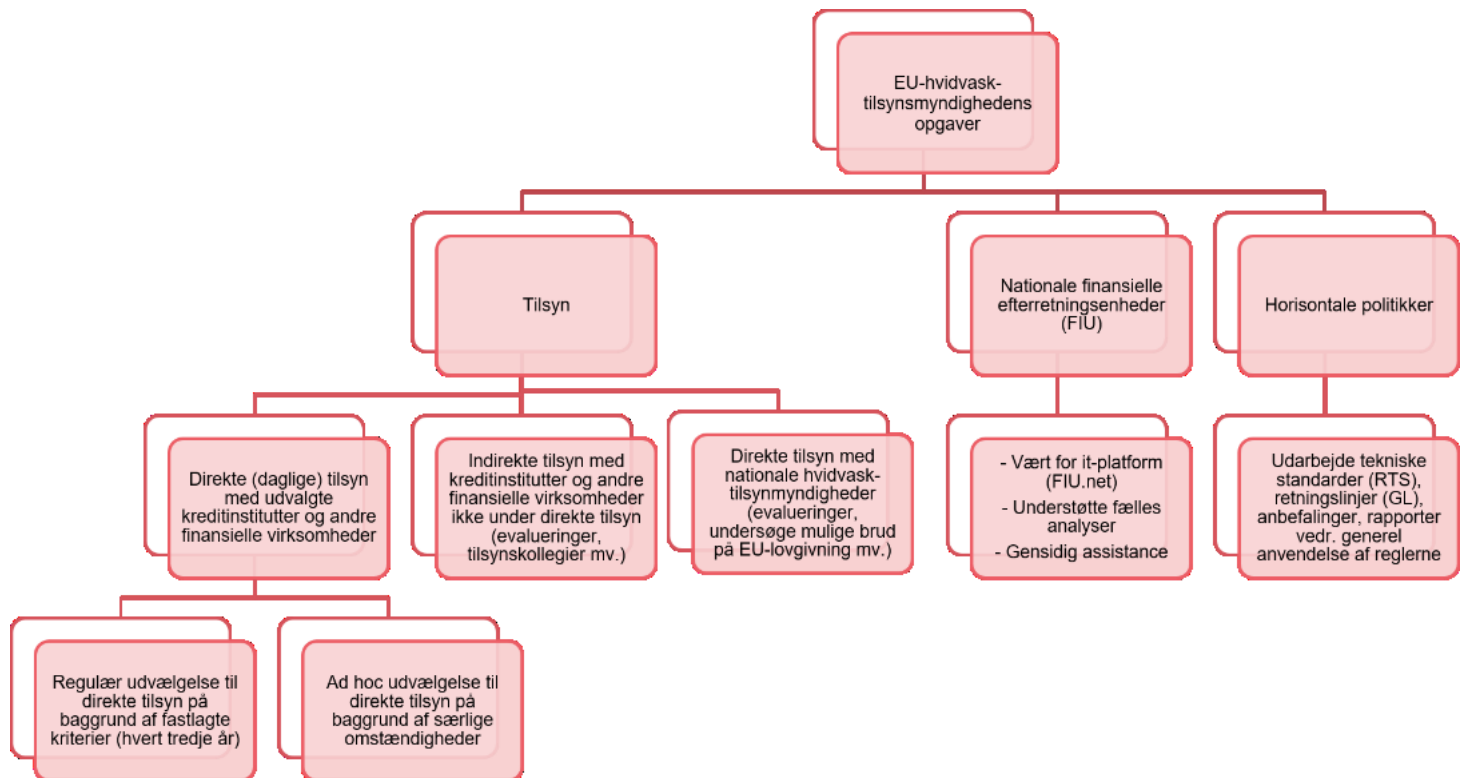 EU-hvidvask-
tilsynsmyndighedens
opgaver
Tilsyn
Nationale finansielle
efterretningsenheder
(FIU)
Horisontale politikker
Direkte (daglige) tilsyn
med udvalgte
kreditinstitutter og andre
finansielle virksomheder
Indirekte tilsyn med
kreditinstitutter og andre
finansielle virksomheder
ikke under direkte tilsyn
(evalueringer,
tilsynskollegier mv.)
Direkte tilsyn med
nationale hvidvask-
tilsynmyndigheder
(evalueringer,
undersøge mulige brud
på EU-lovgivning mv.)
- Vært for it-platform
(FIU.net)
- Understøtte fælles
analyser
- Gensidig assistance
Udarbejde tekniske
standarder (RTS),
retningslinjer (GL),
anbefalinger, rapporter
vedr. generel
anvendelse af reglerne
Regulær udvælgelse til
direkte tilsyn på
baggrund af fastlagte
kriterier (hvert tredje år)
Ad hoc udvælgelse til
direkte tilsyn på
baggrund af særlige
omstændigheder